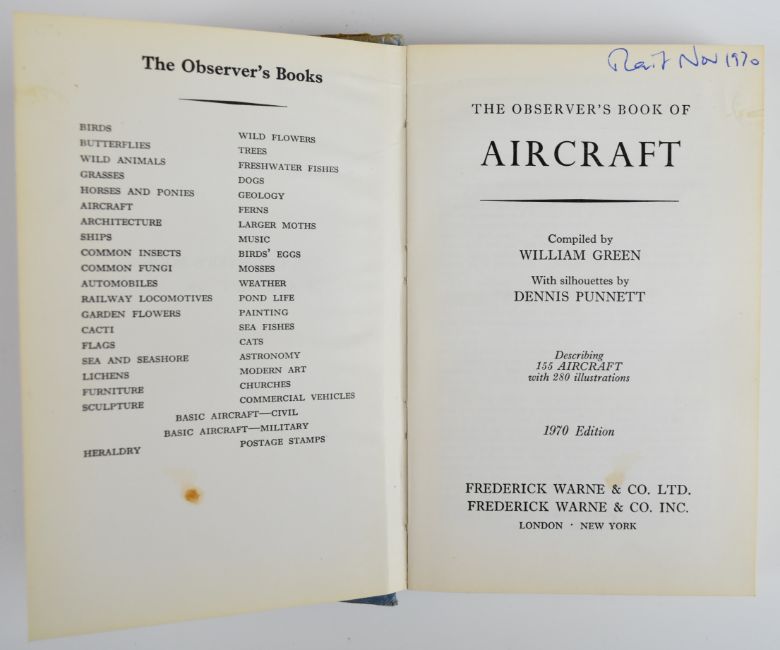 The Observer's Books
BIRDS
BUTTERFLIES
WILD ANIMALS
GRASSES
HORSES AND PONIES
AIRCRAFT
ARCHITECTURE
SHIPS
COMMON INSECTS
COMMON FUNGI
AUTOMOBILES
RAILWAY LOCOMOTIVES
GARDEN FLOWERS
CACTI
FLAGS
SEA AND SEASHORE
LICHENS
FURNITURE
SCULPTURE
WILD FLOWERS
TREES
FRESHWATER FISHES
DOGS
GEOLOGY
FERNS
LARGER MOTHS
MUSIC
BIRDS' EGGS
MOSSES
WEATHER
POND LIFE
PAINTING
SEA FISHES
CATS
ASTRONOMY
MODERN ART
CHURCHES
COMMERCIAL VEHICLES
BASIC AIRCRAFT—CIVIL
BASIC AIRCRAFT—MILITARY
HERALDRY
POSTAGE STAMPS
Nov 1970
THE OBSERVER'S BOOK OF
AIRCRAFT
Compiled by
WILLIAM GREEN
With silhouettes by
DENNIS PUNNETT
Describing
155 AIRCRAFT
with 280 illustrations
1970 Edition
FREDERICK WARNE & CO. LTD.
FREDERICK WARNE & CO. INC.
LONDON · NEW YORK